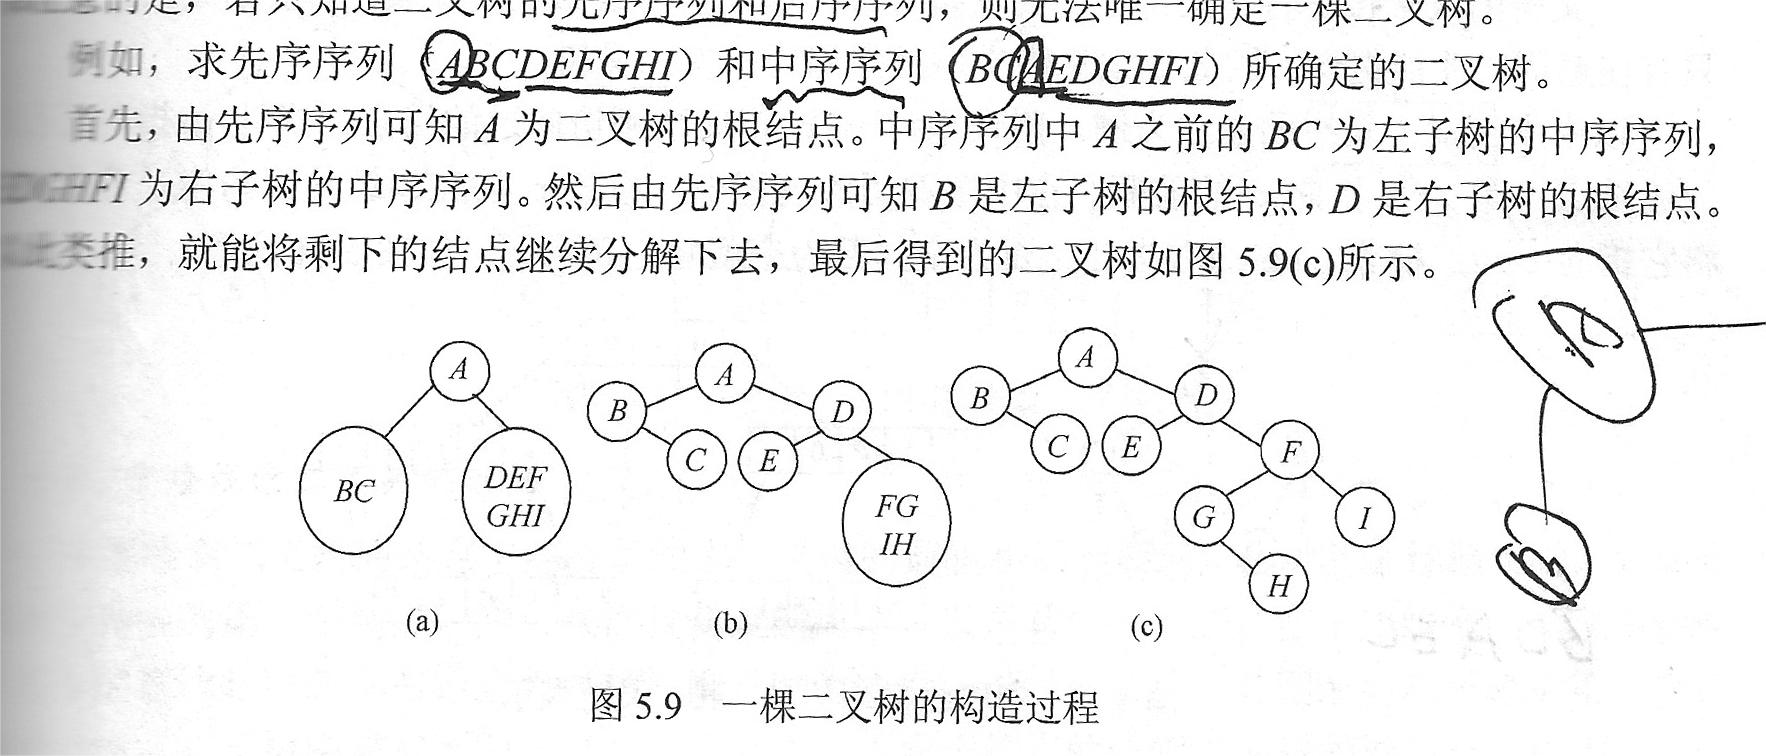 的是，若只知道二叉树的先序序列和后序序列，则无法唯一确定一棵二叉树。
例如，求先序序列（ABCDEFGHI）和中序序列（BCAEDGHFI）所确定的二叉树。
首先，由先序序列可知 A 为二叉树的根结点。中序序列中 A 之前的 BC 为左子树的中序序列，
EDGHFI 为右子树的中序序列。然后由先序序列可知 B 是左子树的根结点，D 是右子树的根结点。
类推，就能将剩下的结点继续分解下去，最后得到的二叉树如图 5.9(c)所示。
A
BC
DEF
GHI
(a)
A
B
D
C
E
FG
IH
(b)
A
B
D
C
E
F
G
I
H
(c)
图 5.9 一棵二叉树的构造过程